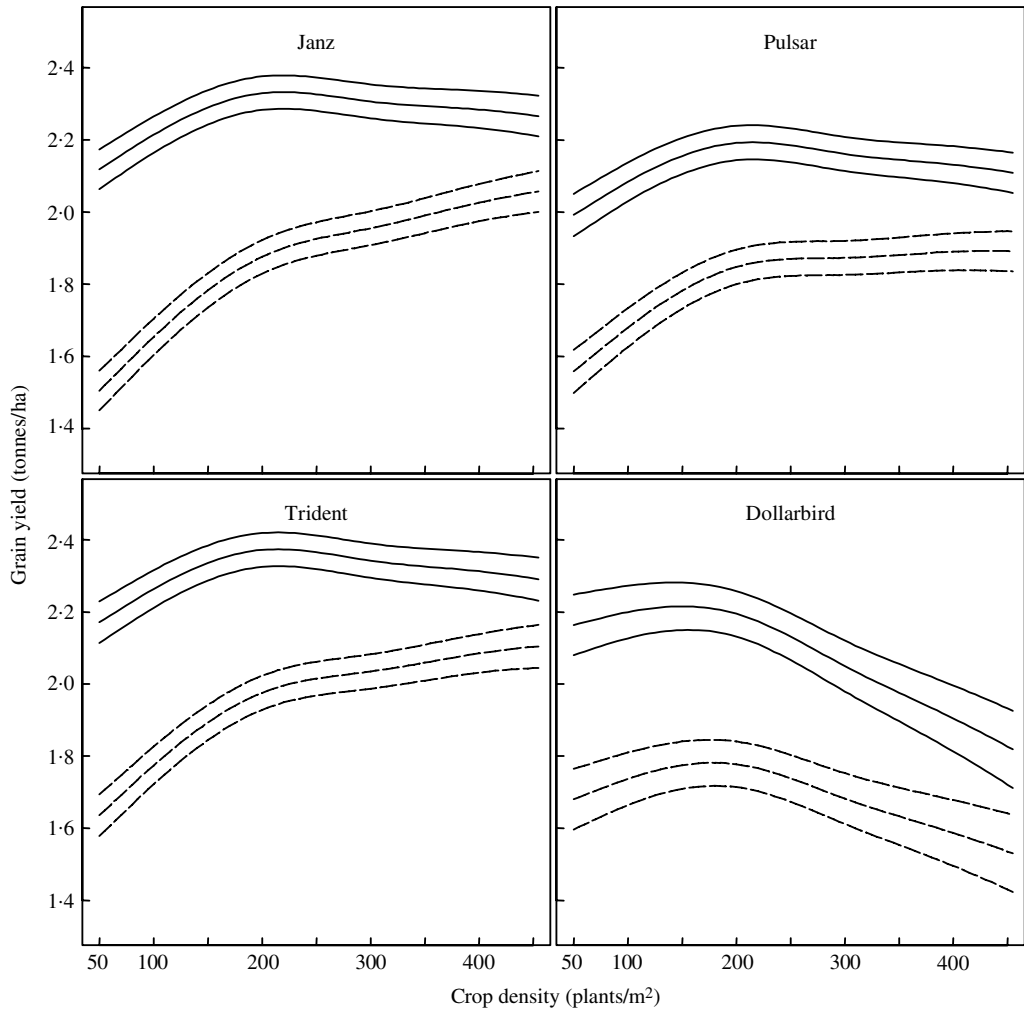 Janz
Pulsar
2·4
2·2
2·0
1·8
1·6
1·4
Grain yield (tonnes/ha)
Trident
Dollarbird
2·4
2·2
2·0
1·8
1·6
1·4
50 100 200 300 400 50 100 200 300 400
Crop density (plants/m²)